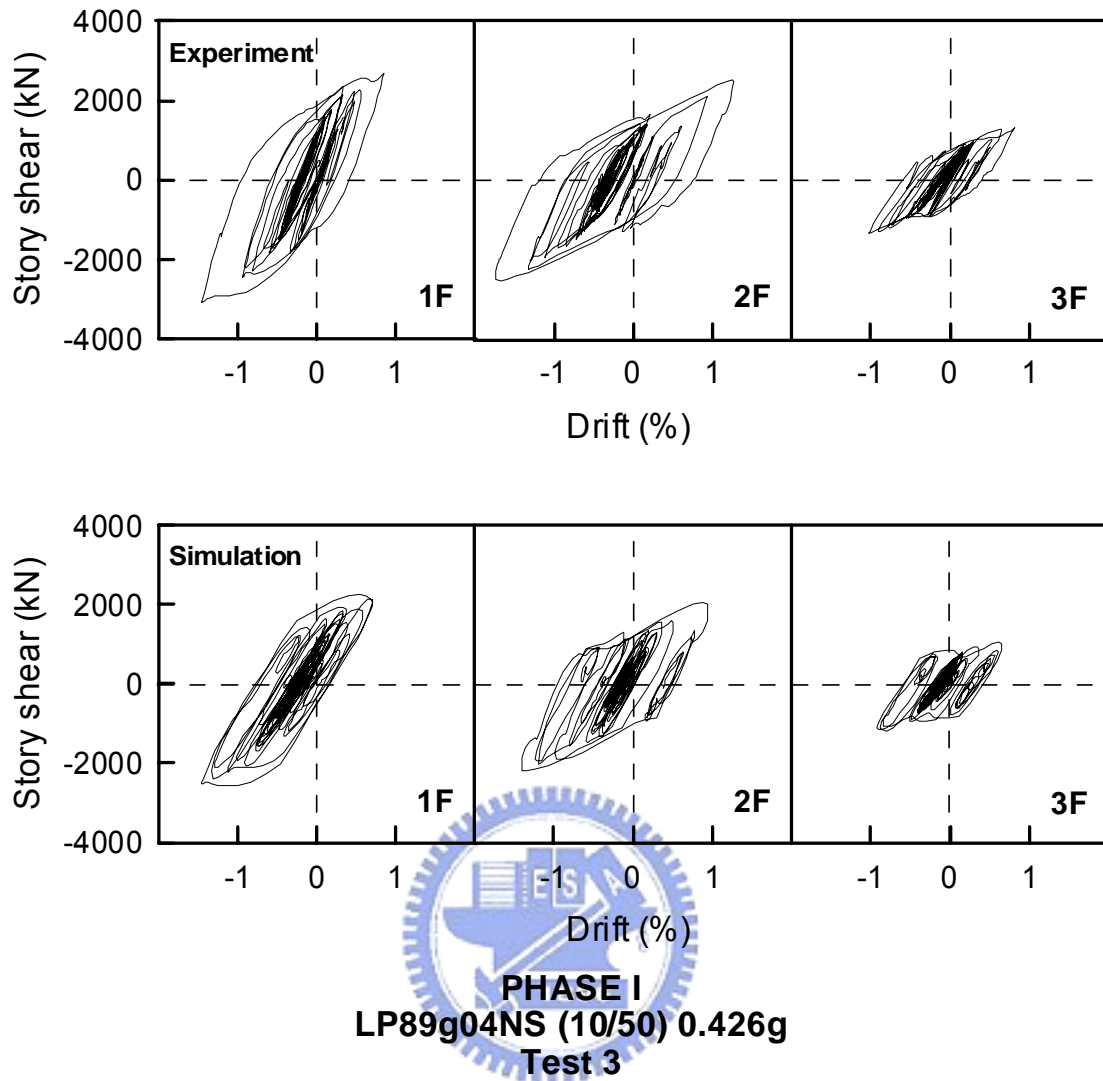 4000
2000
0
-2000
-4000
Story shear (kN)
Experiment
1F
2F
3F
-1 0 1
-1 0 1
-1 0 1
Drift (%)
4000
2000
0
-2000
-4000
Story shear (kN)
Simulation
1F
2F
3F
-1 0 1
-1 0 1
-1 0 1
E S A
Drift (%)
PHASE I
LP89g04NS (10/50) 0.426g
Test 3